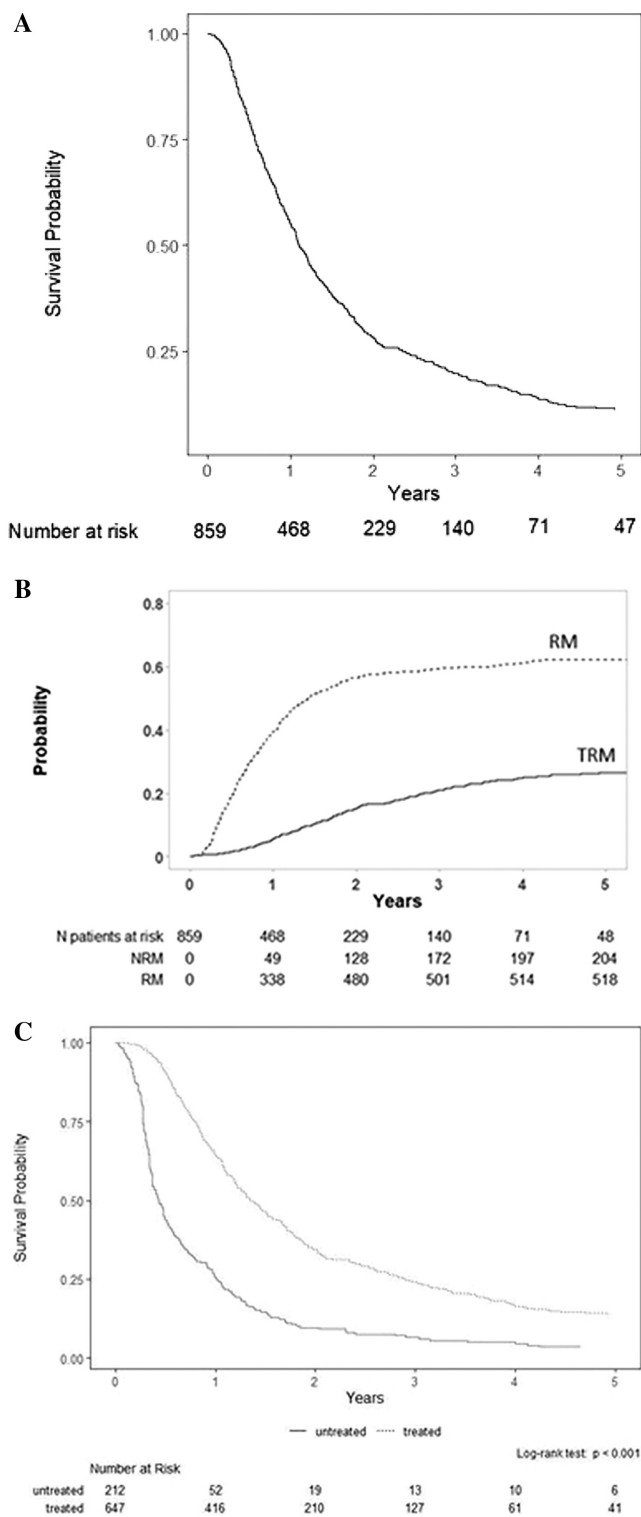 A
1.00
0.75
0.50
0.25
Survival Probability
0 1 2 3 4 5
Years
Number at risk 859 468 229 140 71 47
B
0.8
0.6
0.4
0.2
0
Probability
RM
TRM
0 1 2 3 4 5
Years
N patients at risk 859 468 229 140 71 48
NRM 0 49 128 172 197 204
RM 0 338 480 501 514 518
C
1.00
0.75
0.50
0.25
0.00
Survival Probability
0 1 2 3 4 5
Years
untreated treated
Log-rank test: p < 0.001
Number at Risk
untreated 212 52 19 13 10 6
treated 647 416 210 127 61 41